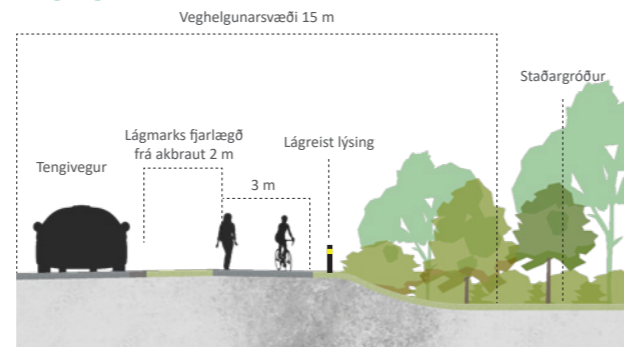 Veghelgunarsvæði 15 m
Staðargróður
Lágmarks fjarlægð
frá akbraut 2 m
Lágreist lýsing
Tengivegur
3 m